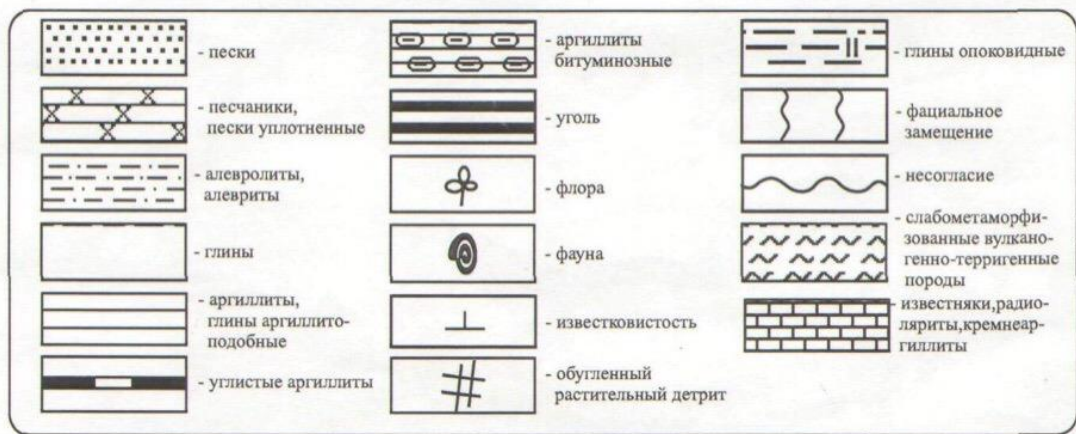 - пески
- песчаники,
пески уплотненные
- алевролиты,
алевриты
- глины
- аргиллиты,
глины аргиллито-
подобные
- углистые аргиллиты
- аргиллиты
битуминозные
- уголь
- флора
- фауна
- известковистость
- обугленный
растительный детрит
- глины опоковидные
- фациальное
замещение
- несогласие
- слабометаморфи-
зованные вулкано-
генно-терригенные
породы
- известняки,радио-
ляриты,кремнеар-
гиллиты